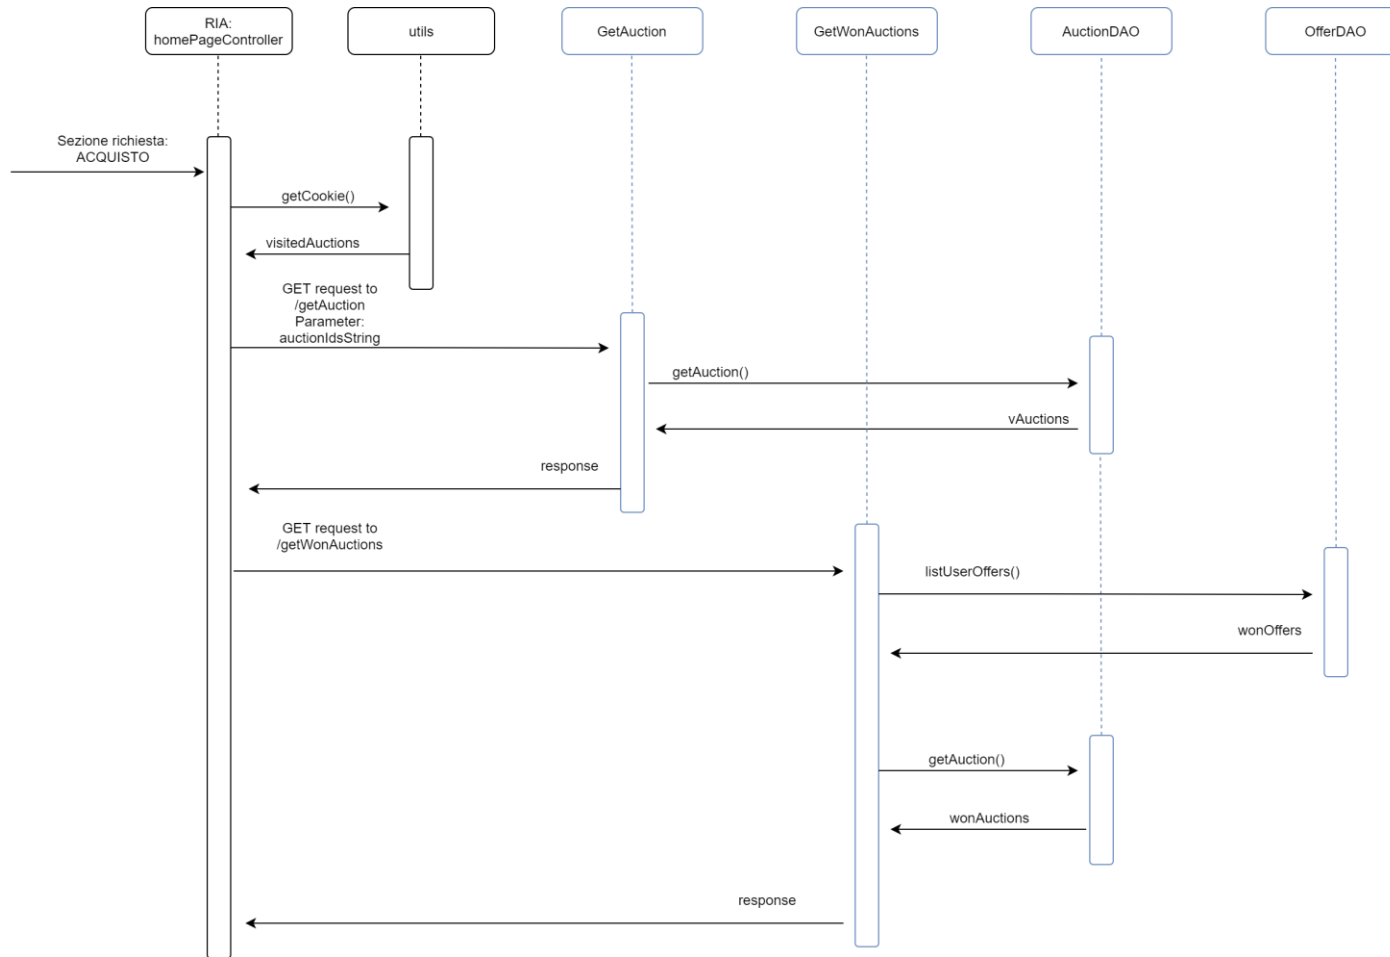 RIA:
homePageController
utils
GetAuction
GetWonAuctions
AuctionDAO
OfferDAO
Sezione richiesta:
ACQUISTO
getCookie()
visitedAuctions
GET request to
/getAuction
Parameter:
auctionIdsString
getAuction()
vAuctions
response
GET request to
/getWonAuctions
listUserOffers()
wonOffers
getAuction()
wonAuctions
response